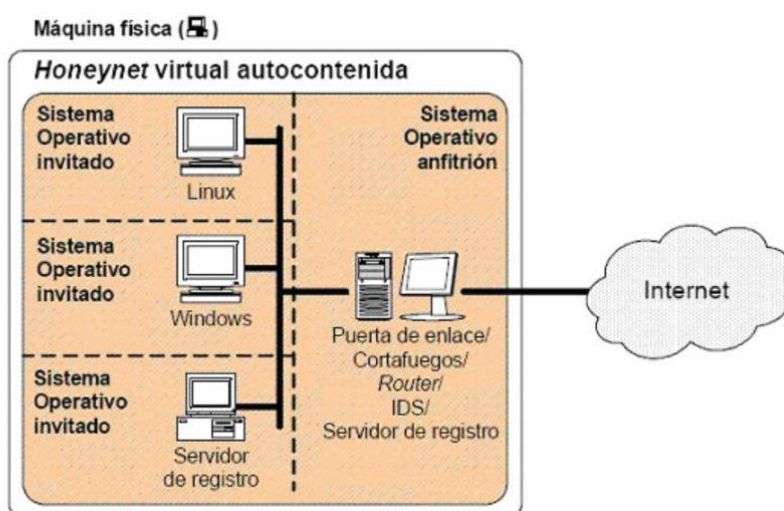 Máquina física ( )
Honeynet virtual autocontenida
Sistema
Operativo
invitado
Linux
Sistema
Operativo
anfitrión
Sistema
Operativo
invitado
Windows
Puerta de enlace/
Cortafuegos/
Router/
IDS/
Servidor de registro
Internet
Sistema
Operativo
invitado
Servidor
de registro